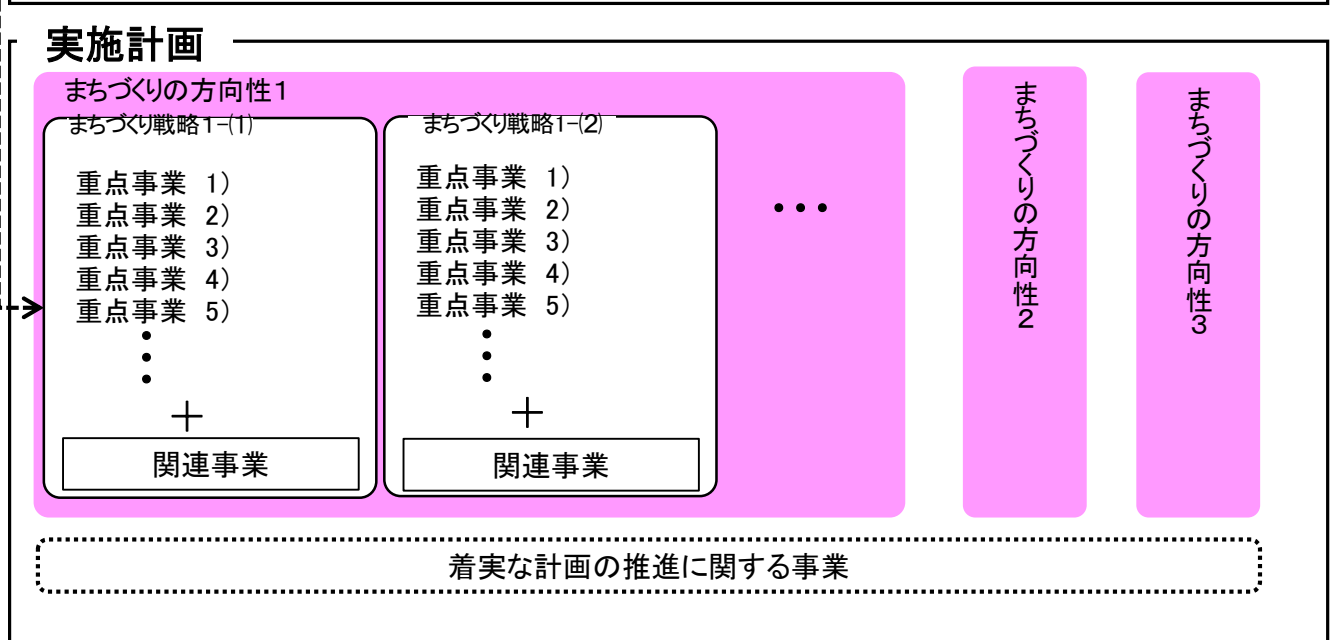 実施計画
まちづくりの方向性1
まちづくり戦略1-(1)
重点事業 1)
重点事業 2)
重点事業 3)
重点事業 4)
重点事業 5)
+
関連事業
まちづくり戦略1-(2)
重点事業 1)
重点事業 2)
重点事業 3)
重点事業 4)
重点事業 5)
+
関連事業
・・・
まちづくりの方向性2
まちづくりの方向性3
着実な計画の推進に関する事業